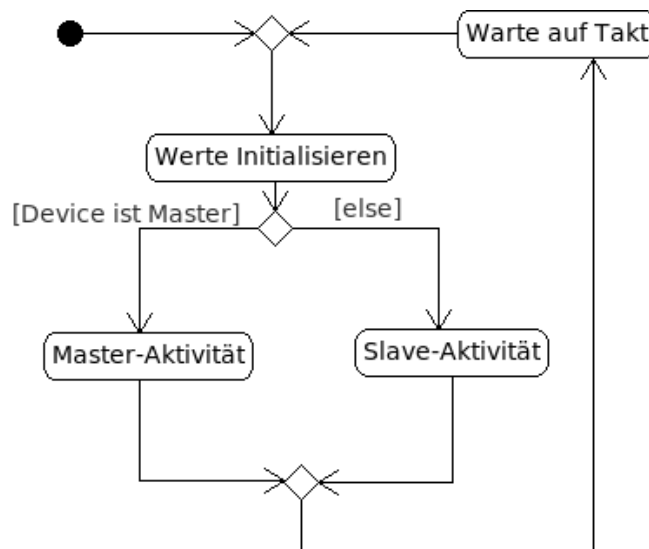 Warte auf Takt
Werte Initialisieren
[Device ist Master]
[else]
Master-Aktivität
Slave-Aktivität